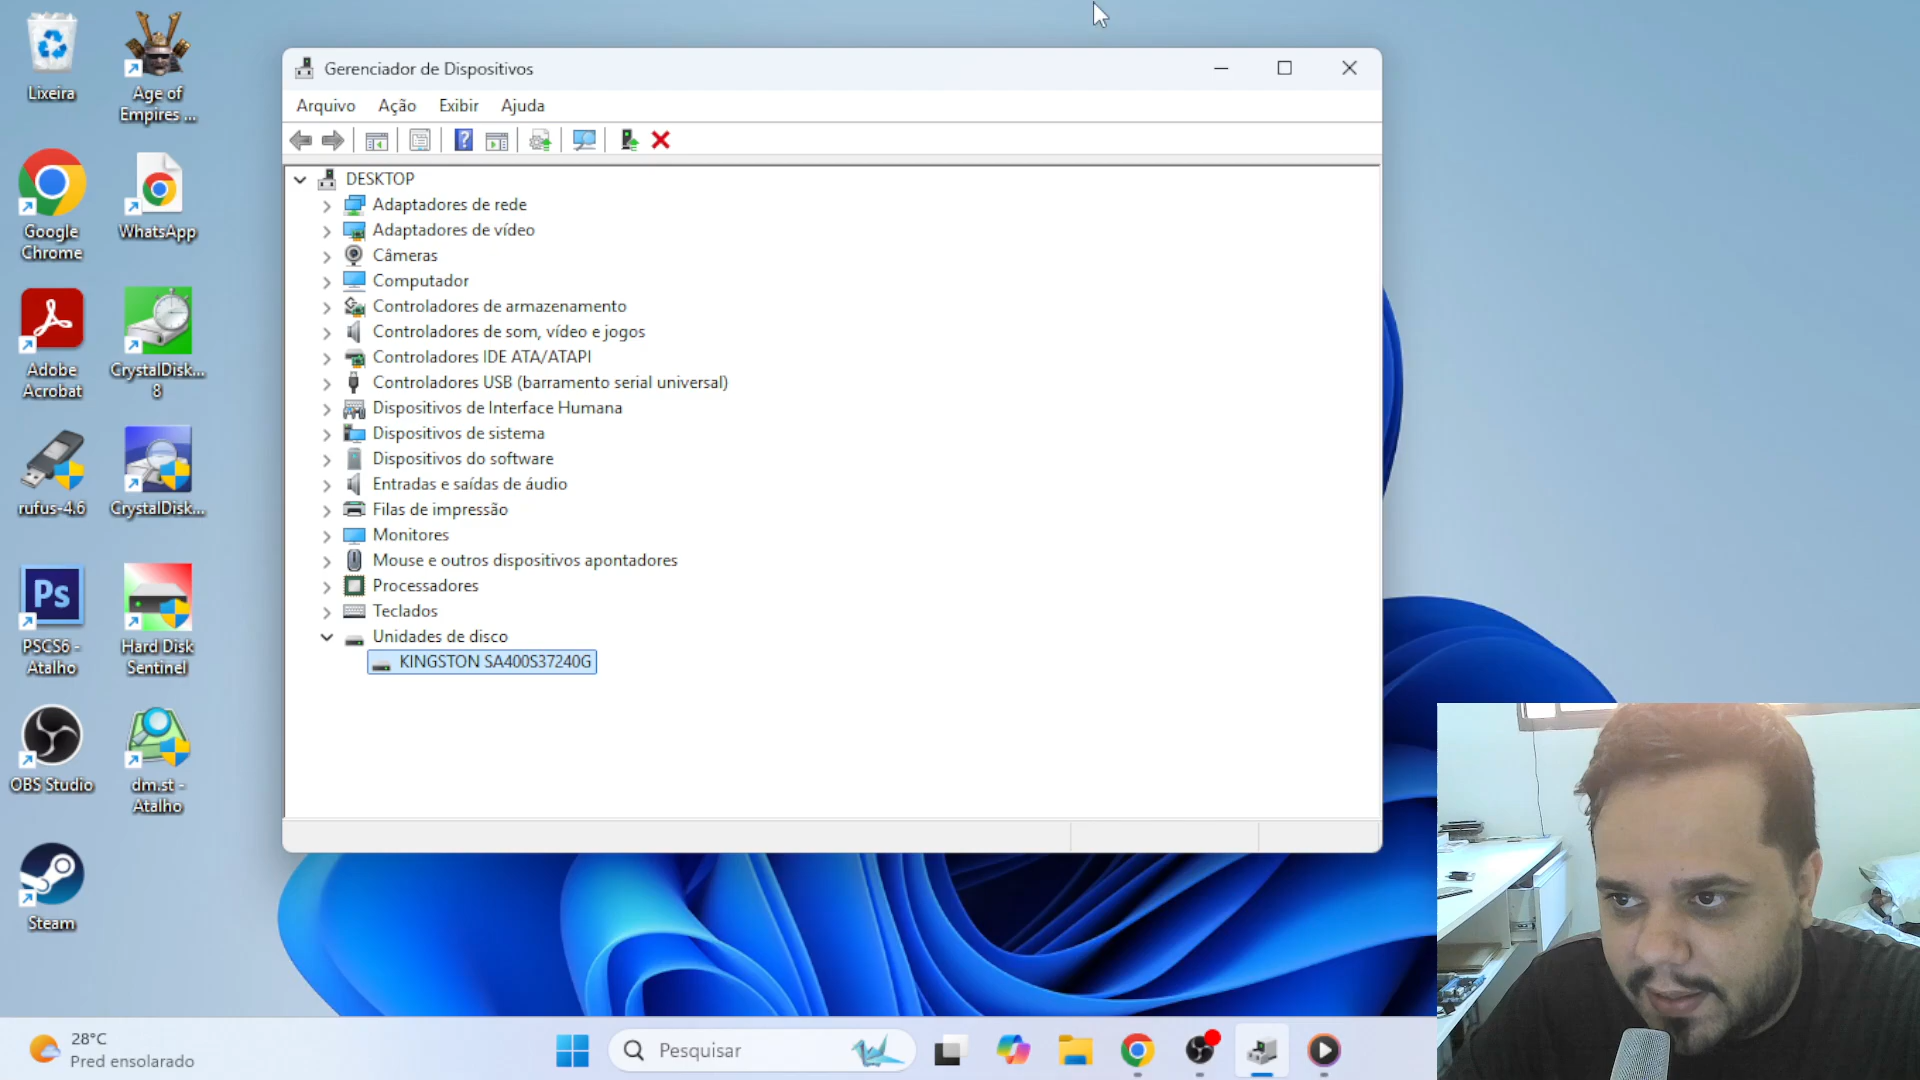 Lixeira
Age of
Empires ...
Google
Chrome
WhatsApp
Adobe
Acrobat
CrystalDisk...
8
rufus-4.6
CrystalDisk...
Ps
PSCS6 -
Atalho
Hard Disk
Sentinel
OBS Studio
dm.st -
Atalho
Steam
Gerenciador de Dispositivos
Arquivo Ação Exibir Ajuda
DESKTOP
Adaptadores de rede
Adaptadores de vídeo
Câmeras
Computador
Controladores de armazenamento
Controladores de som, vídeo e jogos
Controladores IDE ATA/ATAPI
Controladores USB (barramento serial universal)
Dispositivos de Interface Humana
Dispositivos de sistema
Dispositivos do software
Entradas e saídas de áudio
Filas de impressão
Monitores
Mouse e outros dispositivos apontadores
Processadores
Teclados
Unidades de disco
KINGSTON SA400S37240G
28°C
Pred ensolarado
Pesquisar